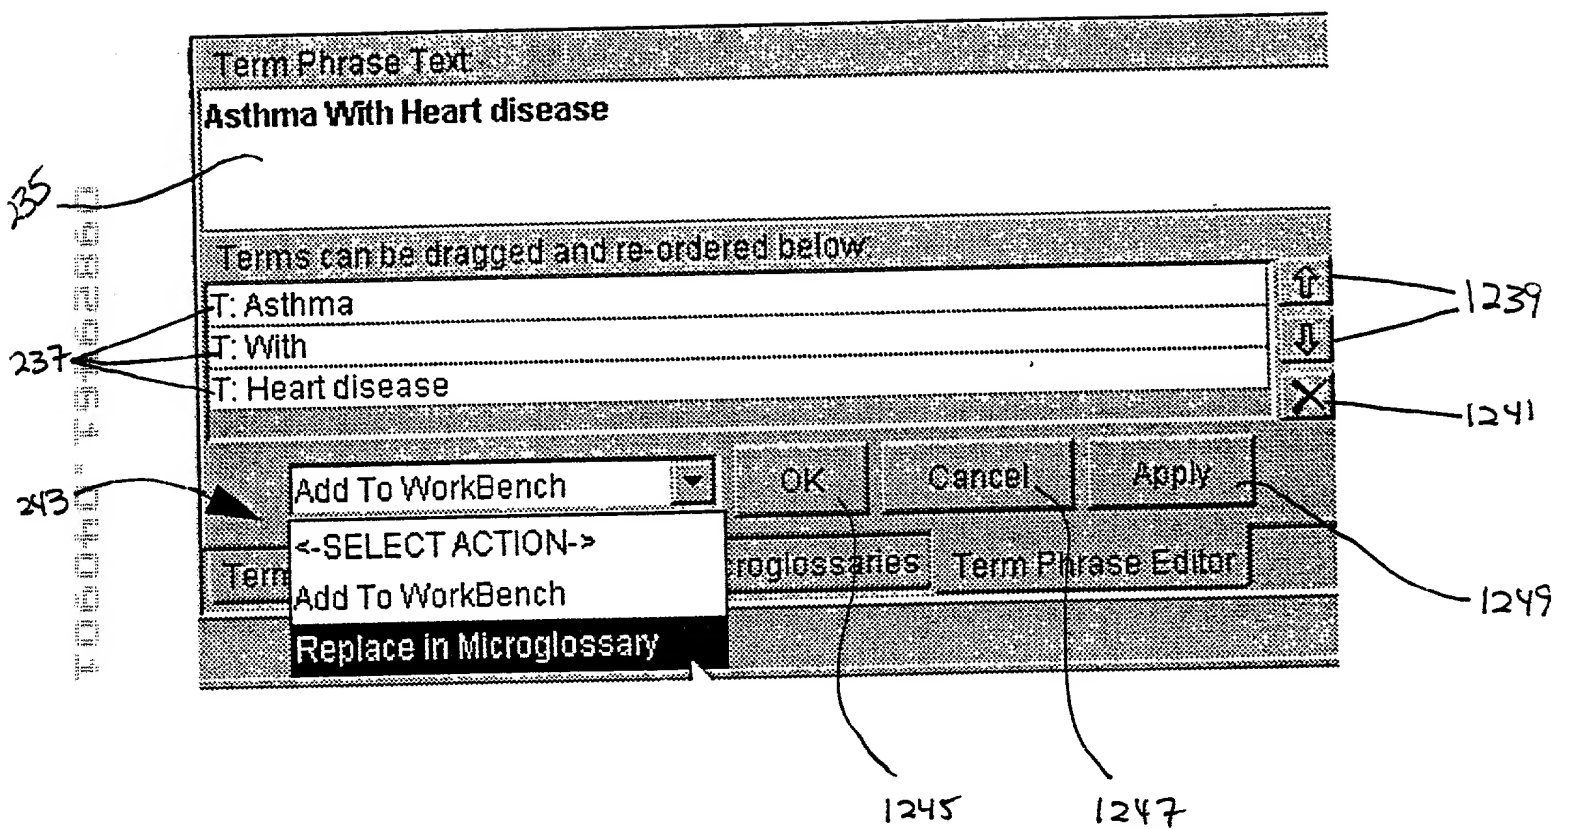 Term Phrase Text:
Asthma With Heart disease
235
Terms can be dragged and re-ordered below:
T: Asthma
1239
T: With
237
T: Heart disease
1241
Add To WorkBench
OK
Cancel
Apply
243
<-SELECT ACTION->
Term
croglossaries
Term Phrase Editor
Add To WorkBench
1249
Replace in Microglossary
1245
1247